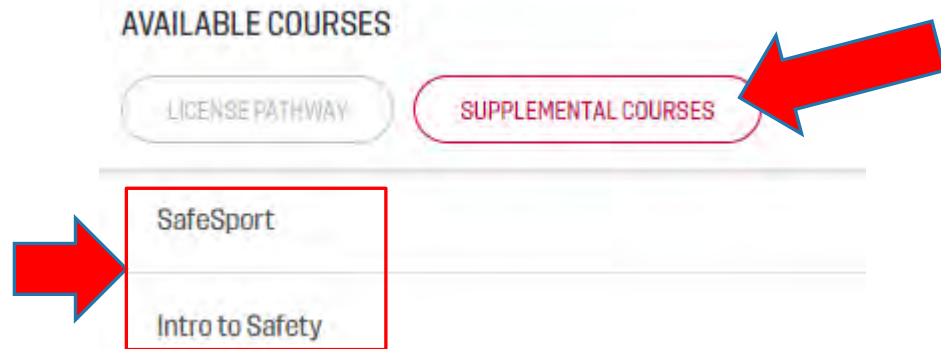 AVAILABLE COURSES
LICENSE PATHWAY
SUPPLEMENTAL COURSES
SafeSport
Intro to Safety